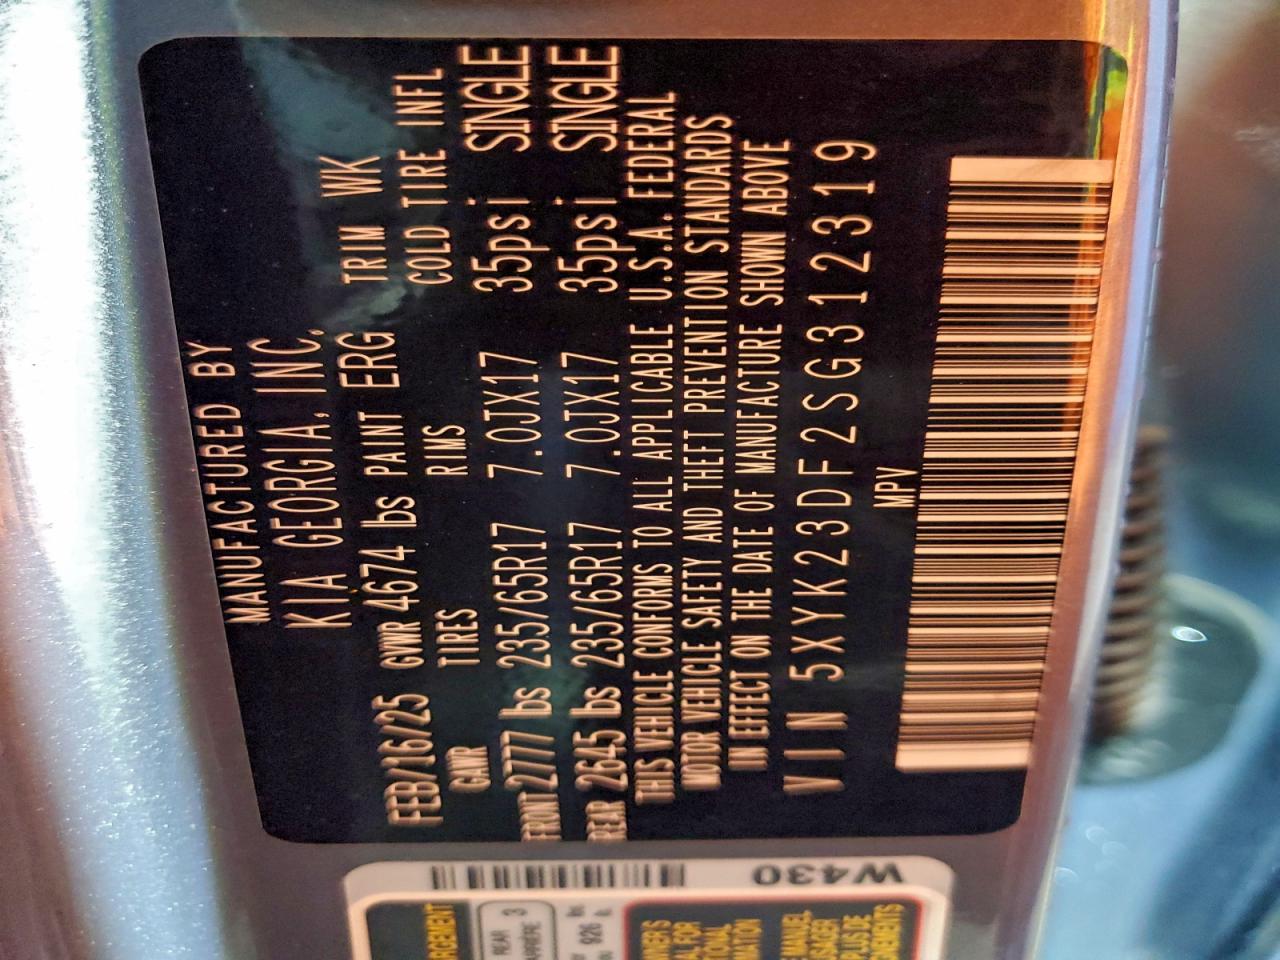 MANUFACTURED BY
KIA GEORGIA, INC.
FEB/16/25 GVWR 4674 lbs PAINT ERG TRIM WK
GAWR TIRES RIMS COLD TIRE INFL
FRONT 2777 lbs 235/65R17 7.0JX17 35psi SINGLE
REAR 2645 lbs 235/65R17 7.0JX17 35psi SINGLE
THIS VEHICLE CONFORMS TO ALL APPLICABLE U.S.A. FEDERAL
MOTOR VEHICLE SAFETY AND THEFT PREVENTION STANDARDS
IN EFFECT ON THE DATE OF MANUFACTURE SHOWN ABOVE
VIN 5XYK23DF2SG312319
MPV
W430
REAR 3
926